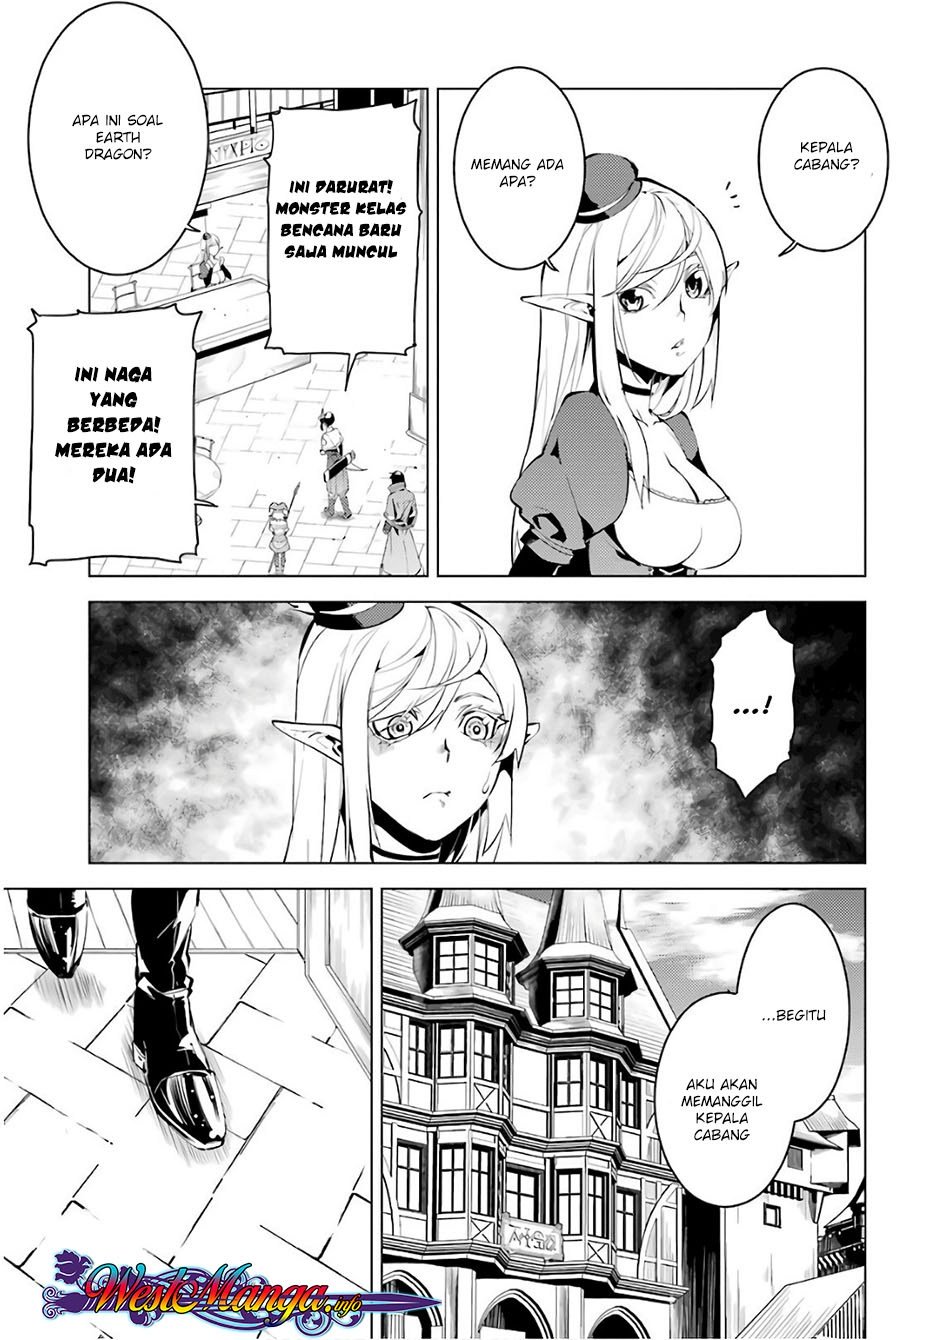 KEPALA
CABANG?
MEMANG ADA
APA?
INI DARURAT!
MONSTER KELAS
BENCANA BARU
SAJA MUNCUL
APA INI SOAL
EARTH
DRAGON?
INI NAGA
YANG
BERBEDA!
MEREKA ADA
DUA!
...!
...BEGITU
AKU AKAN
MEMANGGIL
KEPALA
CABANG
WestManga.info